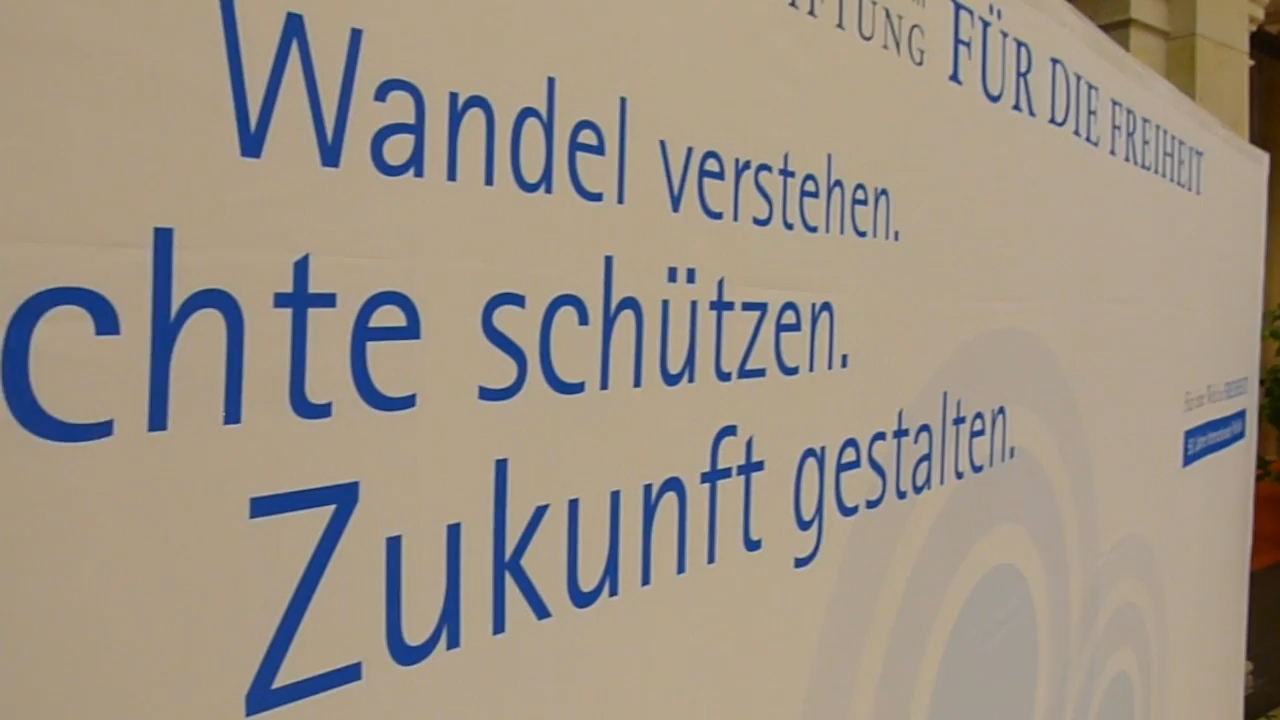 FÜR DIE FREIHEIT
Wandel verstehen.
chte schützen.
Zukunft gestalten.